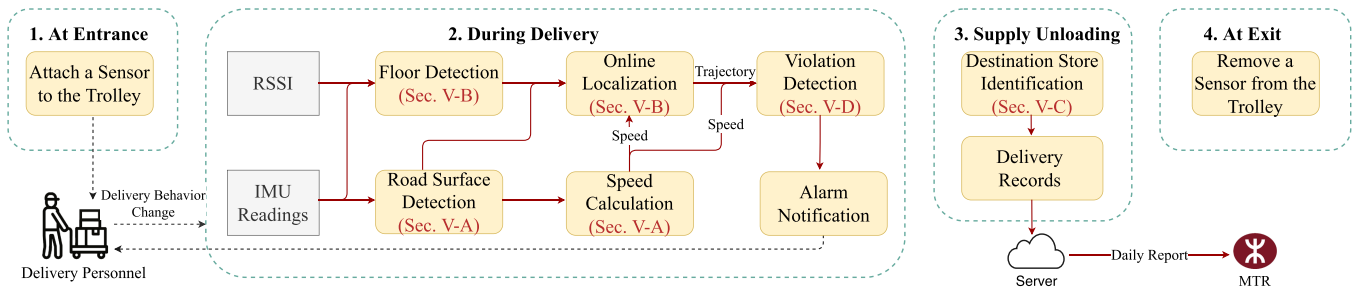 1. At Entrance
Attach a Sensor
to the Trolley
Delivery Behavior
Change
Delivery Personnel
2. During Delivery
RSSI
IMU
Readings
Floor Detection
(Sec. V-B)
Road Surface
Detection
(Sec. V-A)
Online
Localization
(Sec. V-B)
Speed
Speed
Calculation
(Sec. V-A)
Trajectory
Speed
Violation
Detection
(Sec. V-D)
Alarm
Notification
3. Supply Unloading
Destination Store
Identification
(Sec. V-C)
Delivery
Records
Server
Daily Report
MTR
4. At Exit
Remove a
Sensor from the
Trolley